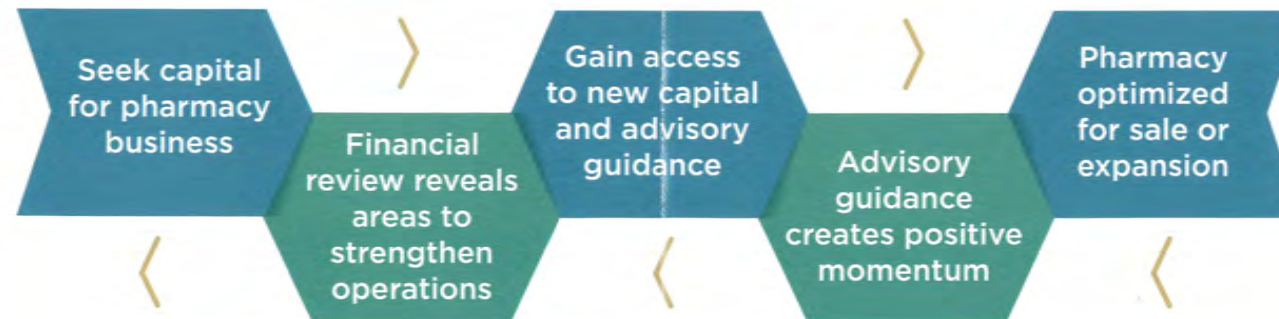 Seek capital
for pharmacy
business
Financial
review reveals
areas to
strengthen
operations
Gain access
to new capital
and advisory
guidance
Advisory
guidance
creates positive
momentum
Pharmacy
optimized
for sale or
expansion